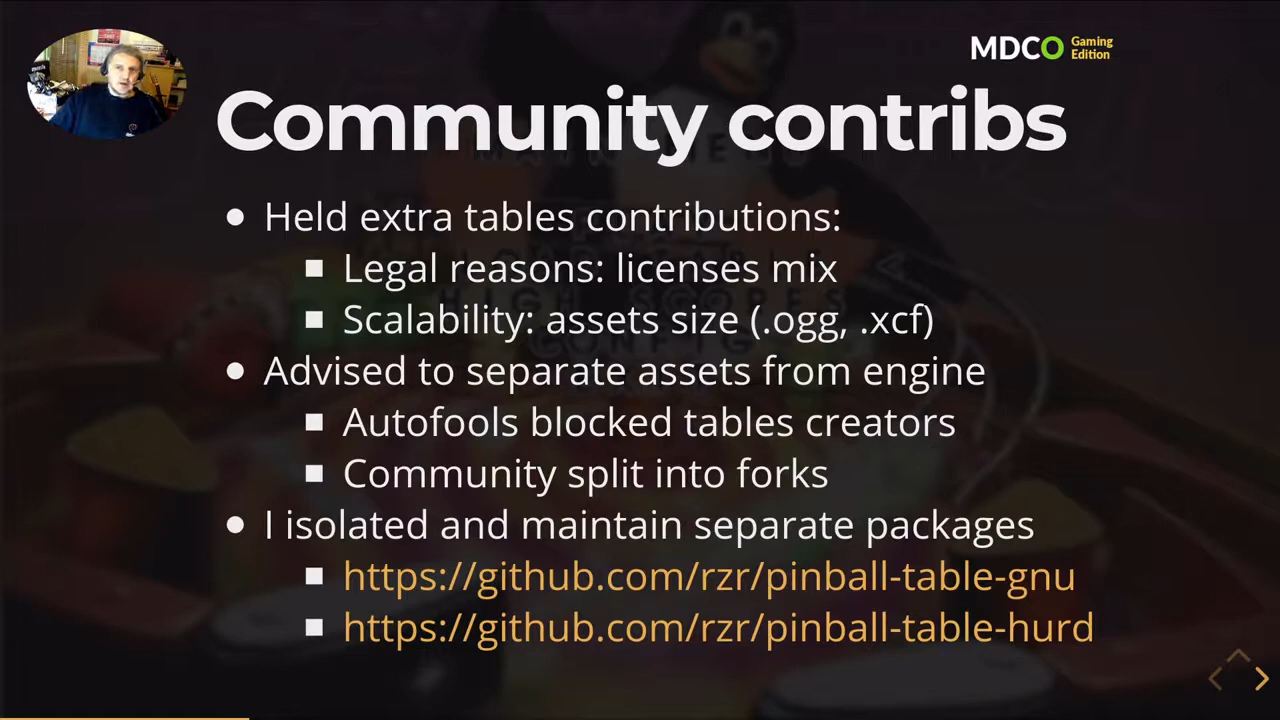 MDCO Gaming Edition
Community contribs
Held extra tables contributions:
Legal reasons: licenses mix
Scalability: assets size (.ogg, .xcf)
Advised to separate assets from engine
Autofools blocked tables creators
Community split into forks
I isolated and maintain separate packages
https://github.com/rzr/pinball-table-gnu
https://github.com/rzr/pinball-table-hurd